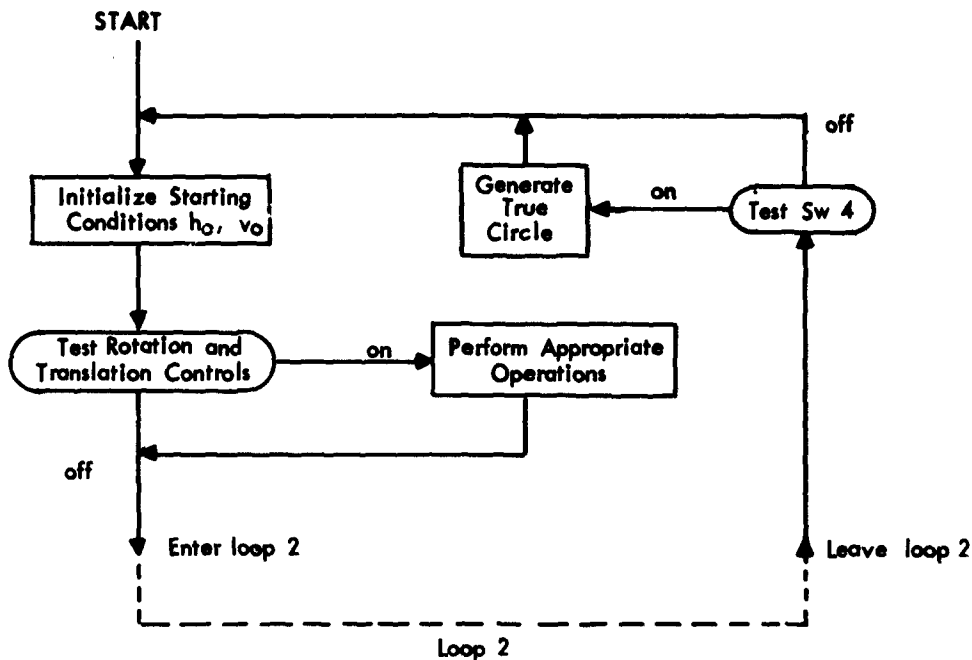 START
off
Initialize Starting
Conditions h₀, v₀
Generate
True
Circle
on
Test Sw 4
Test Rotation and
Translation Controls
on
Perform Appropriate
Operations
off
Enter loop 2
Leave loop 2
Loop 2